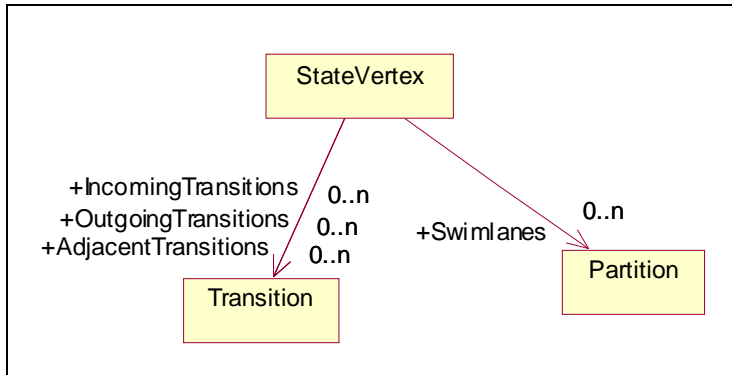 StateVertex
+IncomingTransitions 0..n
+OutgoingTransitions 0..n
+AdjacentTransitions 0..n
0..n
+Swimlanes
Transition
Partition